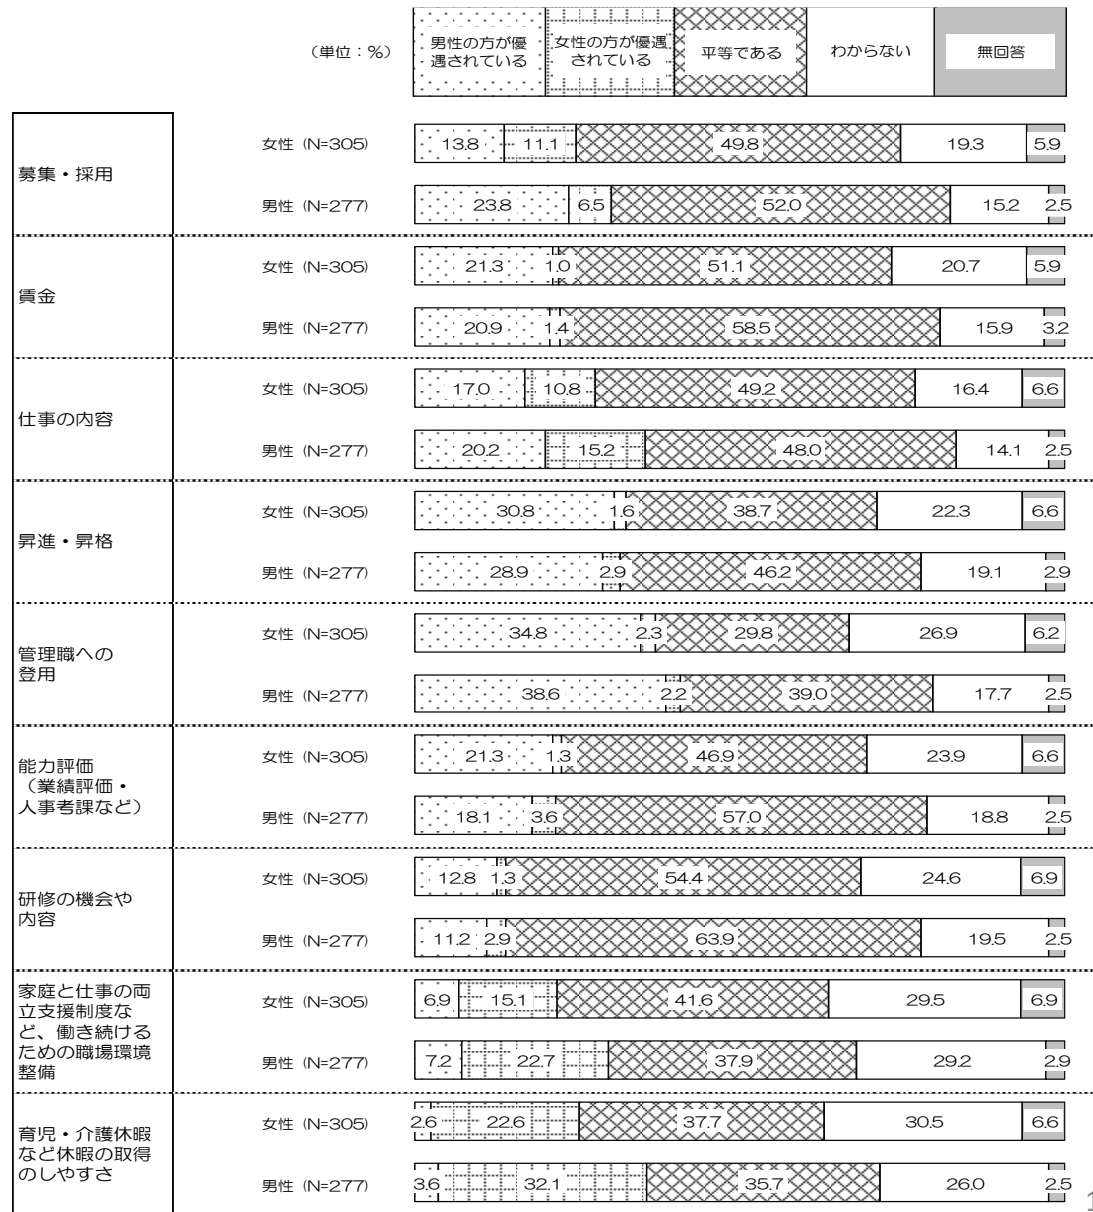 （単位：%）
男性の方が優
遇されている
女性の方が優遇
されている
平等である
わからない
無回答
募集・採用
女性 (N=305)
13.8 11.1 49.8 19.3 5.9
男性 (N=277)
23.8 6.5 52.0 15.2 2.5
賃金
女性 (N=305)
21.3 1.0 51.1 20.7 5.9
男性 (N=277)
20.9 1.4 58.5 15.9 3.2
仕事の内容
女性 (N=305)
17.0 10.8 49.2 16.4 6.6
男性 (N=277)
20.2 15.2 48.0 14.1 2.5
昇進・昇格
女性 (N=305)
30.8 1.6 38.7 22.3 6.6
男性 (N=277)
28.9 2.9 46.2 19.1 2.9
管理職への
登用
女性 (N=305)
34.8 2.3 29.8 26.9 6.2
男性 (N=277)
38.6 2.2 39.0 17.7 2.5
能力評価
（業績評価・
人事考課など）
女性 (N=305)
21.3 1.3 46.9 23.9 6.6
男性 (N=277)
18.1 3.6 57.0 18.8 2.5
研修の機会や
内容
女性 (N=305)
12.8 1.3 54.4 24.6 6.9
男性 (N=277)
11.2 2.9 63.9 19.5 2.5
家庭と仕事の両
立支援制度な
ど、働き続ける
ための職場環境
整備
女性 (N=305)
6.9 15.1 41.6 29.5 6.9
男性 (N=277)
7.2 22.7 37.9 29.2 2.9
育児・介護休暇
など休暇の取得
のしやすさ
女性 (N=305)
2.6 22.6 37.7 30.5 6.6
男性 (N=277)
3.6 32.1 35.7 26.0 2.5